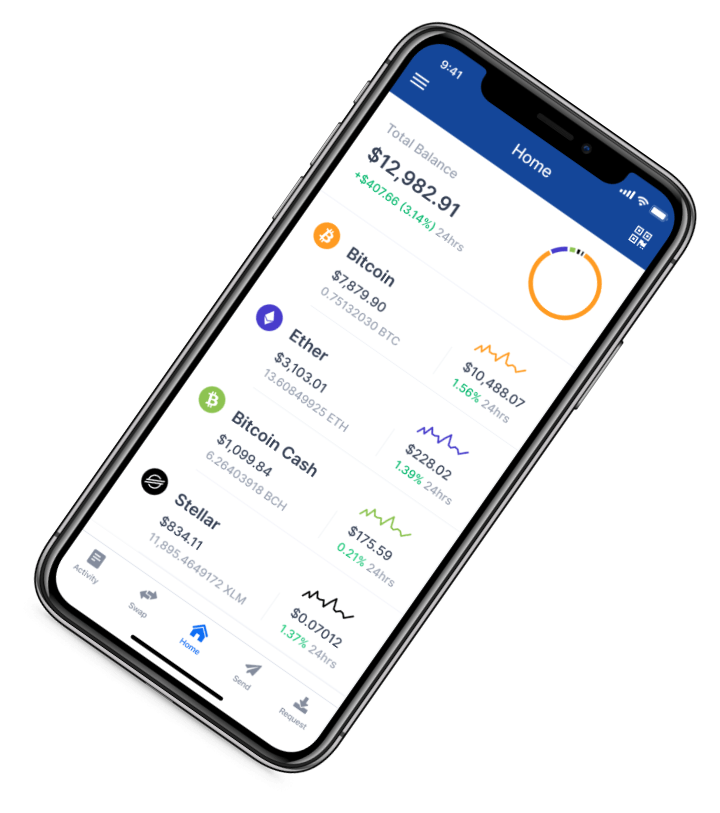 9:41
Home
Total Balance
$12,982.91
+$407.66 (3.14%) 24hrs
Bitcoin
$7,879.90
0.75132030 BTC
$10,488.07
1.56% 24hrs
Ether
$3,103.01
13.60849925 ETH
$228.02
1.39% 24hrs
Bitcoin Cash
$1,099.84
6.26403918 BCH
$175.59
0.21% 24hrs
Stellar
$834.11
11,895.4649172 XLM
$0.07012
1.37% 24hrs
Activity
Swap
Home
Send
Request